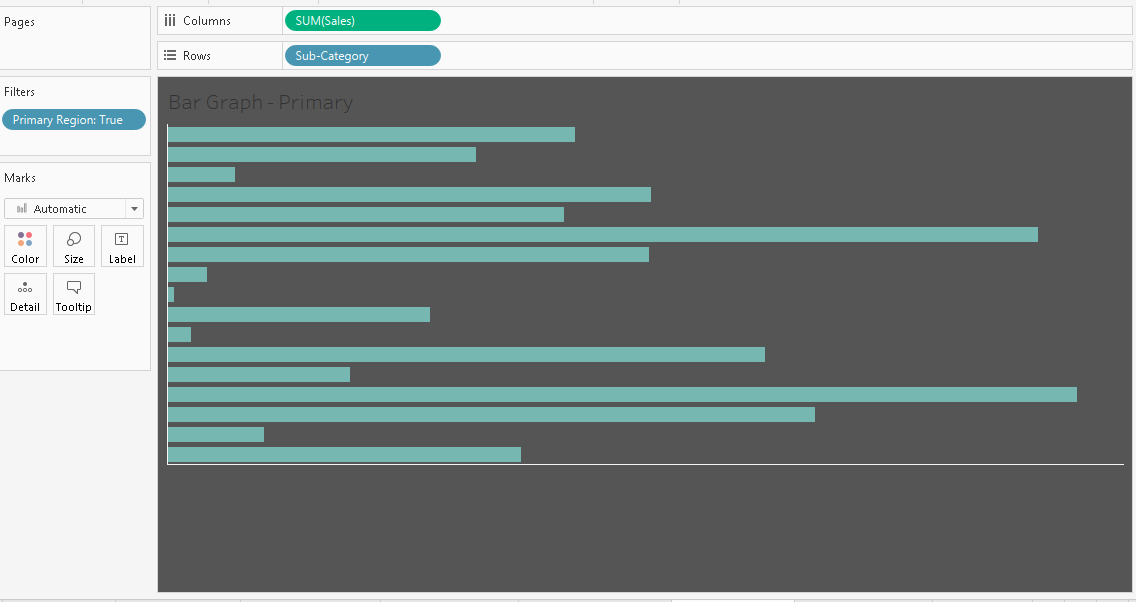 Pages
Columns
SUM(Sales)
Rows
Sub-Category
Filters
Primary Region: True
Marks
Automatic
Color
Size
Label
Detail
Tooltip
Bar Graph - Primary